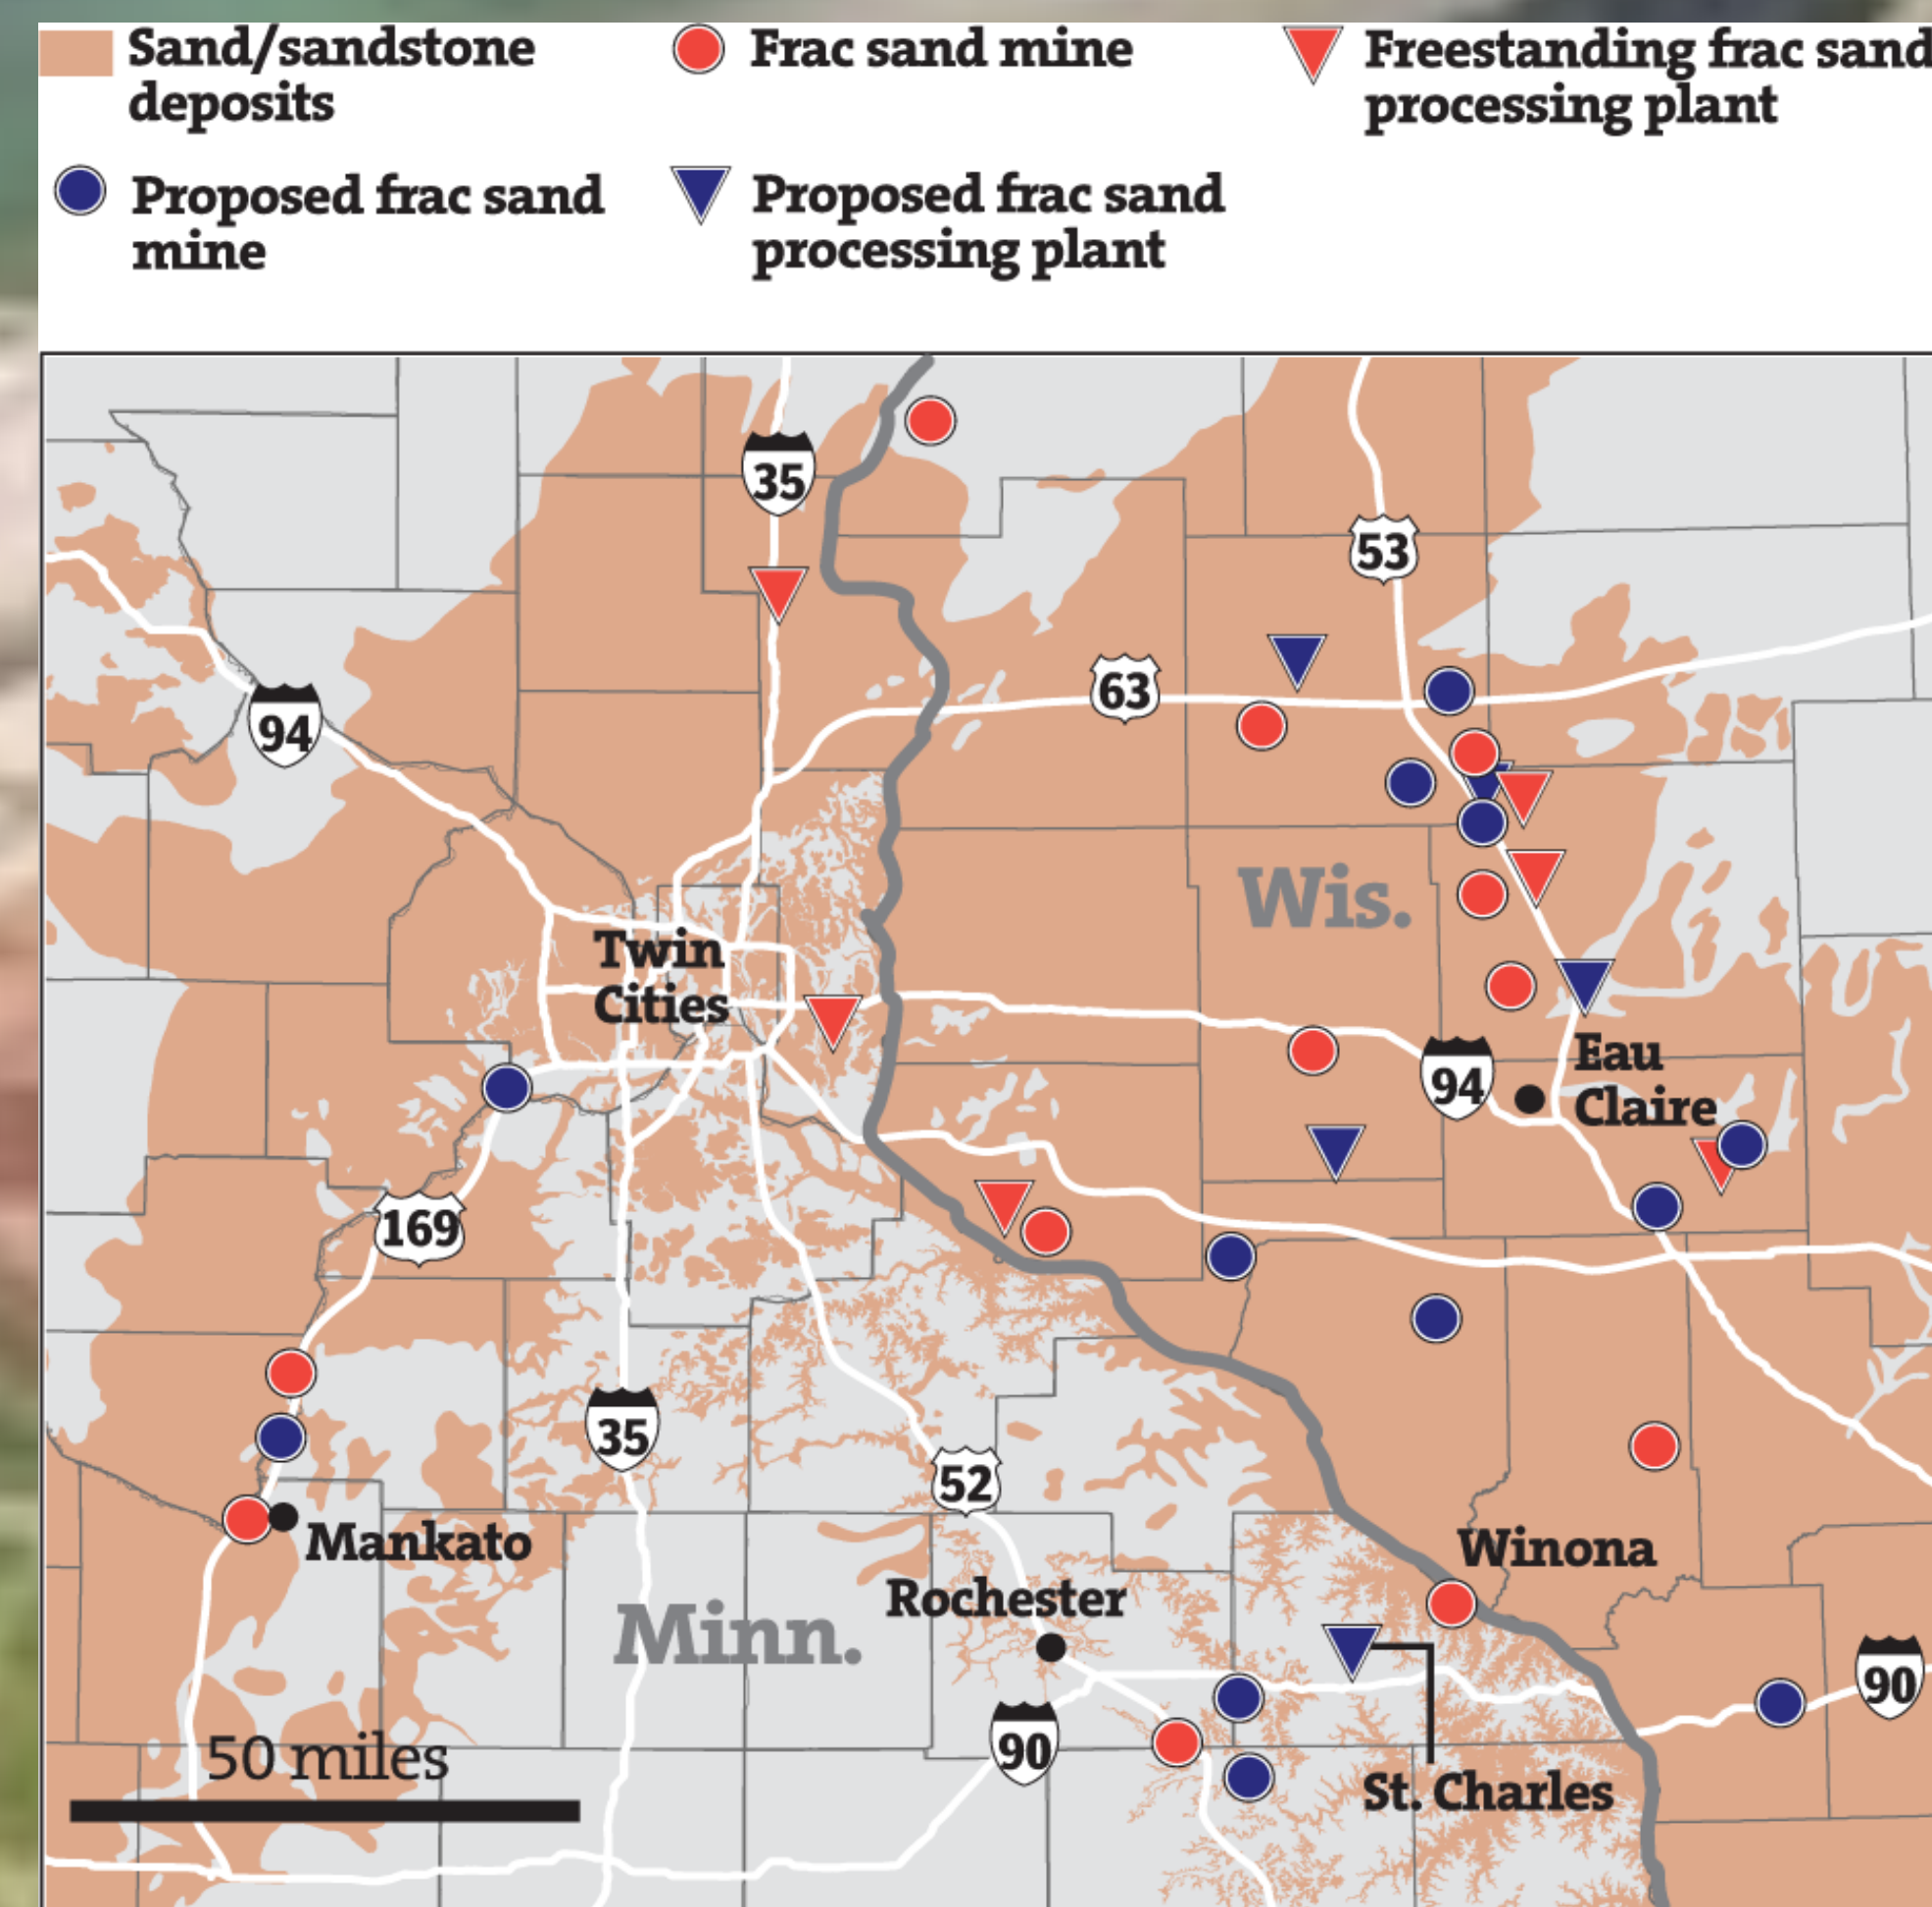 Sand/sandstone
deposits
Frac sand mine
Freestanding frac sand
processing plant
Proposed frac sand
mine
Proposed frac sand
processing plant
35
53
63
94
Wis.
Twin
Cities
Eau
Claire
94
169
35
52
Mankato
Winona
Rochester
Minn.
90
90
50 miles
St. Charles